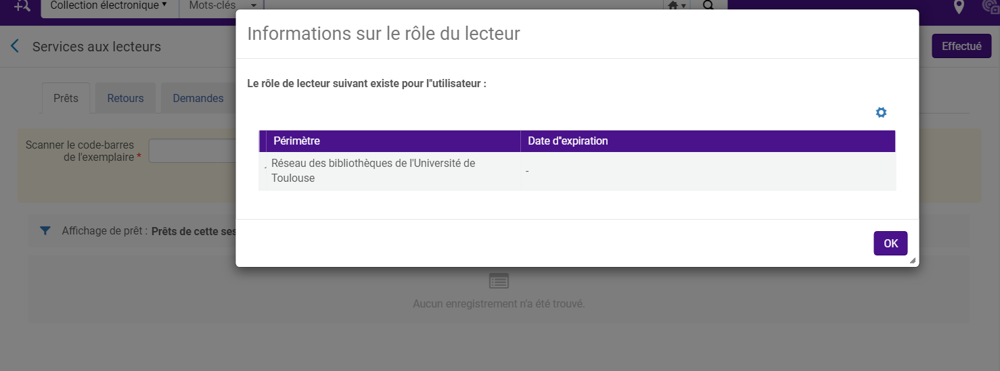 Collection électronique
Mots-clés
Informations sur le rôle du lecteur
Services aux lecteurs
Effectué
Le rôle de lecteur suivant existe pour l''utilisateur :
Prêts
Retours
Demandes
Périmètre
Date d''expiration
Scanner le code-barres
de l'exemplaire *
Réseau des bibliothèques de l'Université de
Toulouse
-
Affichage de prêt : Prêts de cette ses
OK
Aucun enregistrement n'a été trouvé.